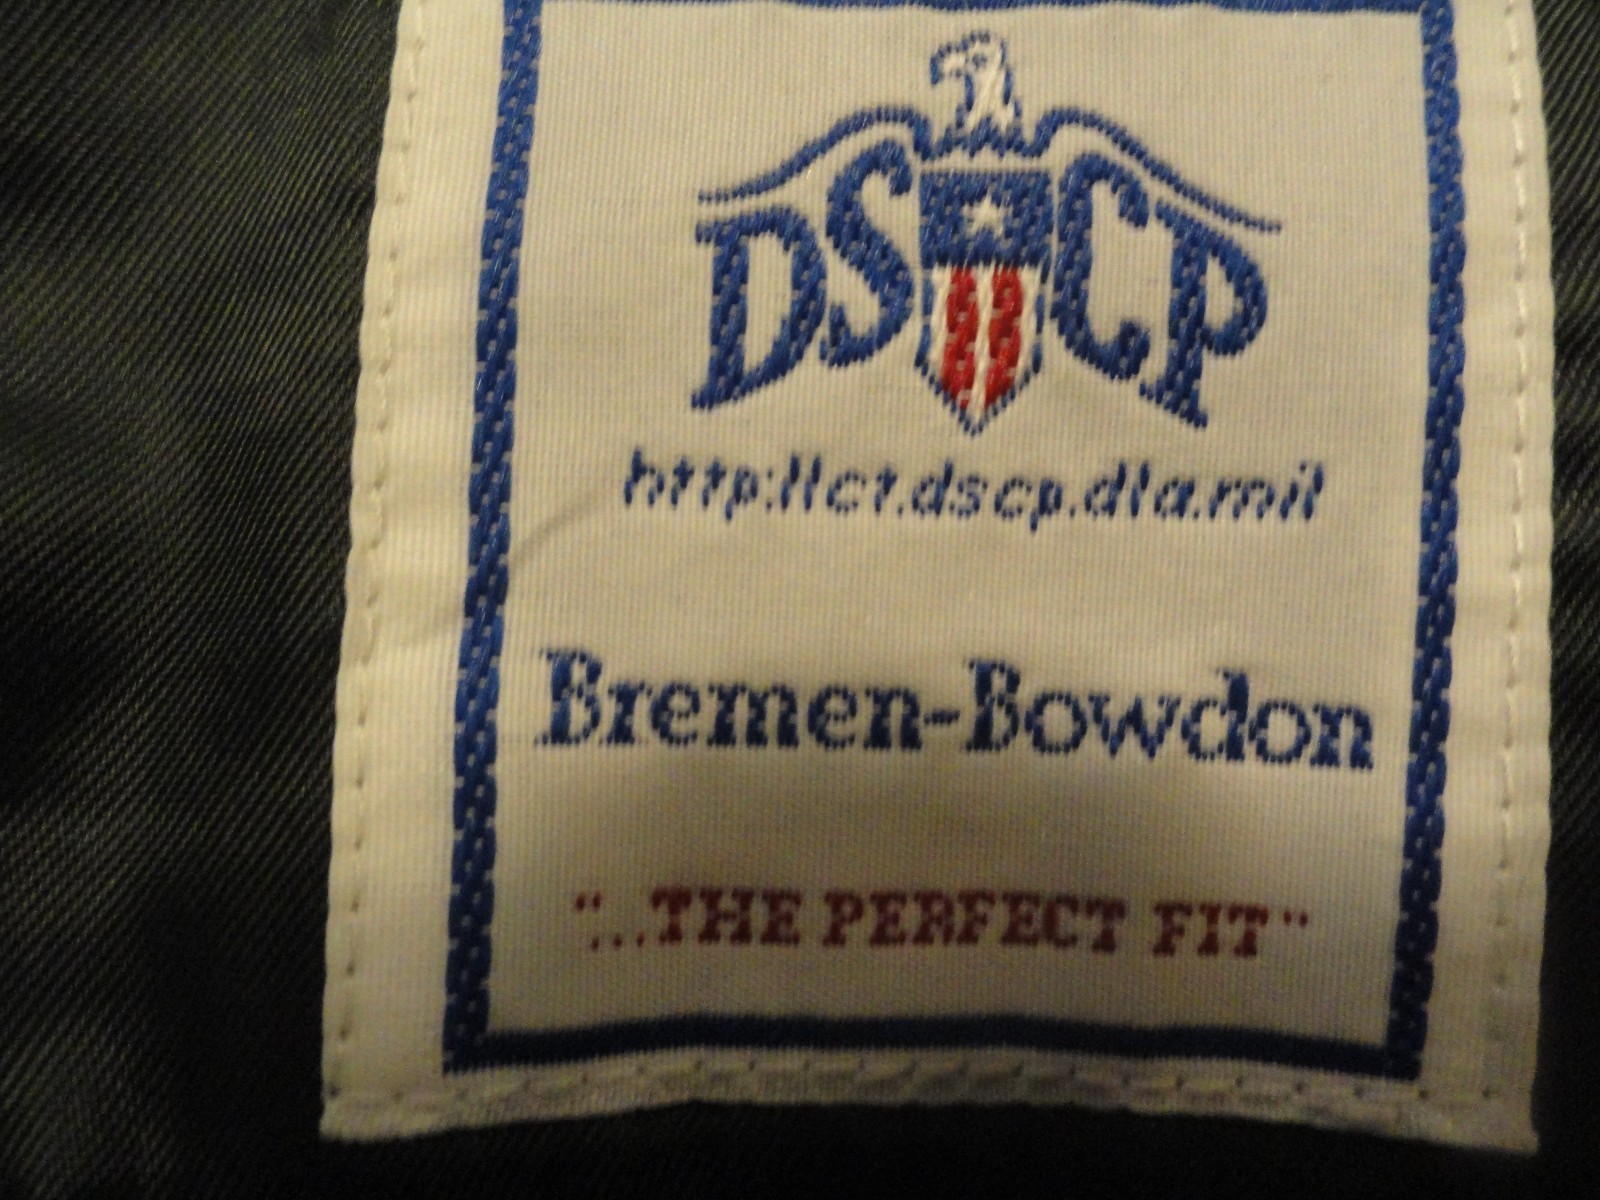 DSCP
http://ct.dscp.dla.mil
Bremen-Bowdon
"...THE PERFECT FIT"